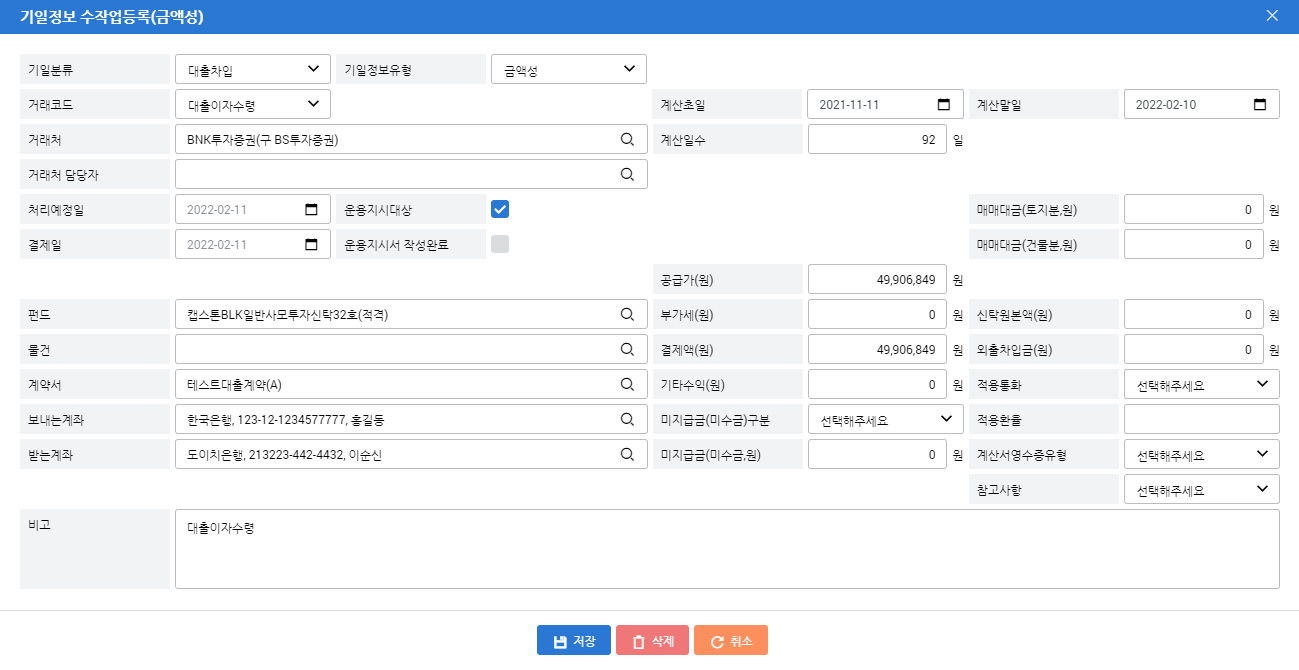 기일정보 수작업등록(금액성)
기일분류 대출차입 기일정보유형 금액성
거래코드 대출이자수령 계산초일 2021-11-11 계산말일 2022-02-10
거래처 BNK투자증권(구 BS투자증권) 계산일수 92 일
거래처 담당자
처리예정일 2022-02-11 운용지시대상 매매대금(토지분,원) 0 원
결제일 2022-02-11 운용지시서 작성완료 매매대금(건물분,원) 0 원
공급가(원) 49,906,849 원
펀드 캡스톤BLK일반사모투자신탁32호(적격) 부가세(원) 0 원 신탁원본액(원) 0 원
물건 결제액(원) 49,906,849 원 외출차입금(원) 0 원
계약서 테스트대출계약(A) 기타수익(원) 0 원 적용통화 선택해주세요
보내는계좌 한국은행, 123-12-1234577777, 홍길동 미지급금(미수금)구분 선택해주세요 적용환율
받는계좌 도이치은행, 213223-442-4432, 이순신 미지급금(미수금,원) 0 원 계산서영수증유형 선택해주세요
참고사항 선택해주세요
비고 대출이자수령
저장 삭제 취소